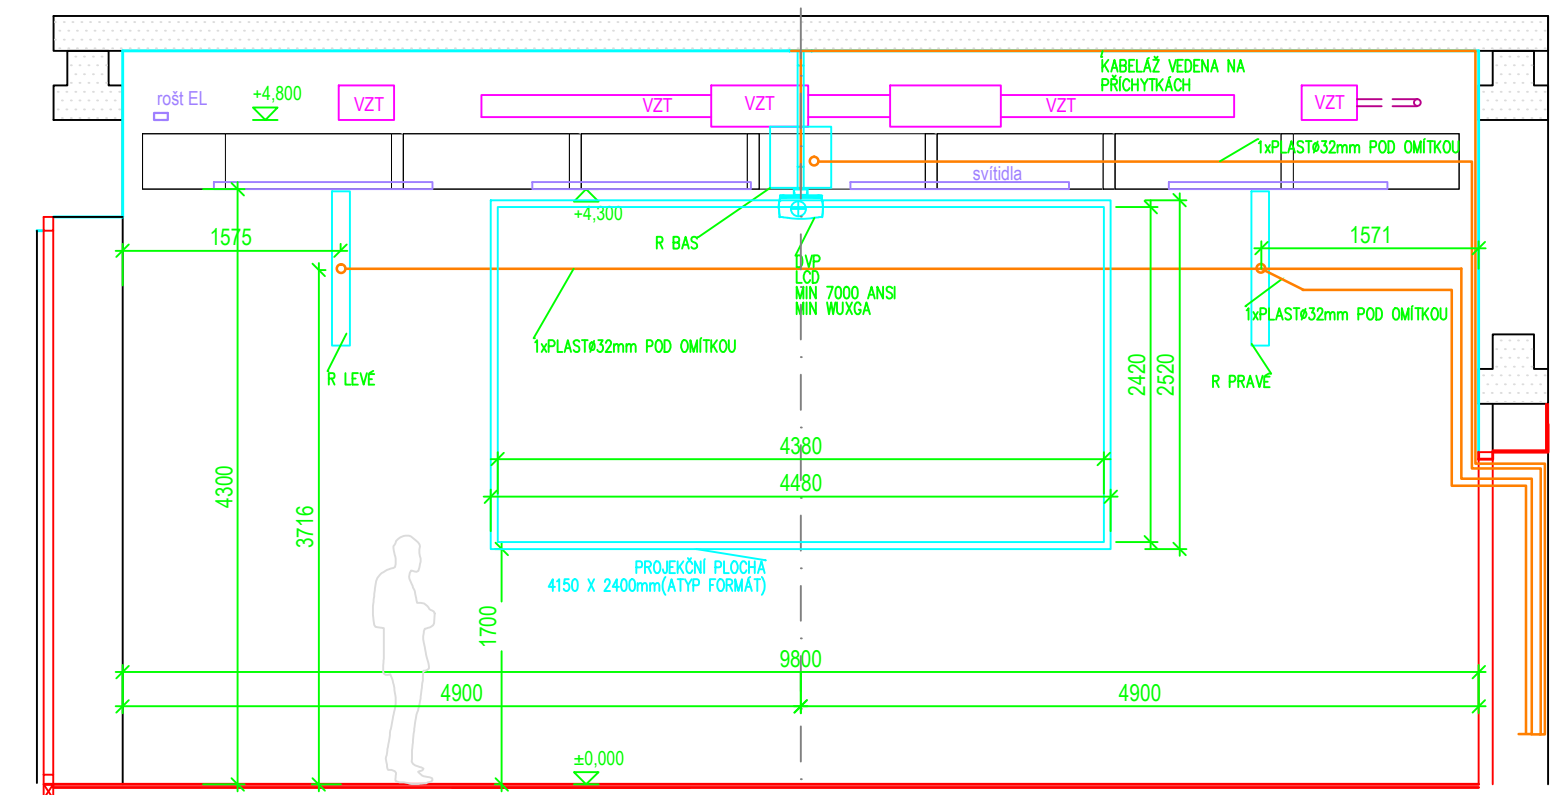 KABELÁŽ VEDENA NA
PŘÍCHYTKÁCH
rošt EL
+4,800
VZT
VZT
VZT
VZT
VZT
1xPLASTø32mm POD OMÍTKOU
svítidla
+4,300
R BAS
1575
1571
DVP
LCD
MIN 7000 ANSI
MIN WUXGA
1xPLASTø32mm POD OMÍTKOU
1xPLASTø32mm POD OMÍTKOU
R LEVÉ
R PRAVÉ
2420
2520
4380
4480
4300
3716
PROJEKČNÍ PLOCHA
4150 X 2400mm(ATYP FORMÁT)
1700
9800
4900
4900
±0,000